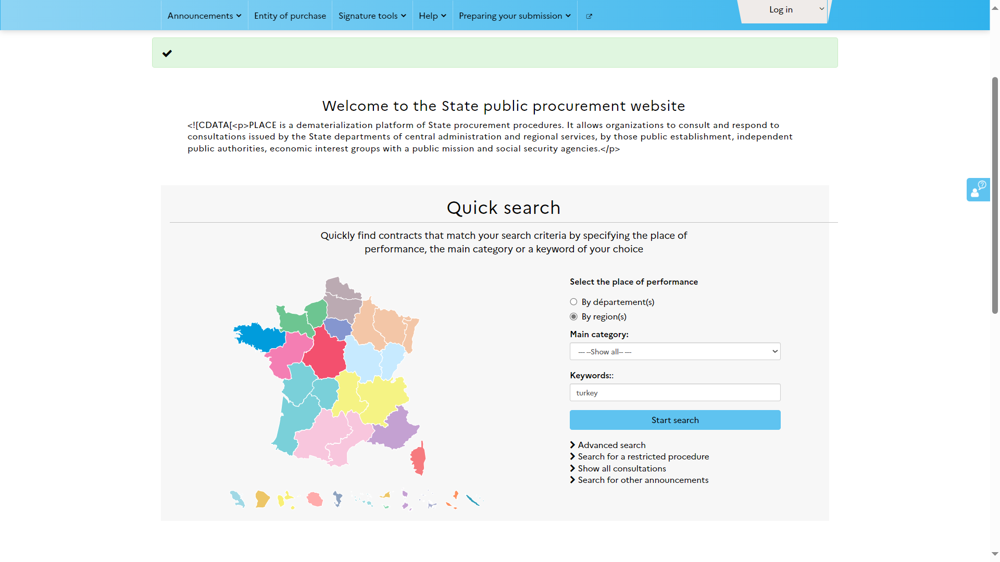 Announcements
Entity of purchase
Signature tools
Help
Preparing your submission
Log in
Welcome to the State public procurement website
<![CDATA[<p>PLACE is a dematerialization platform of State procurement procedures. It allows organizations to consult and respond to
consultations issued by the State departments of central administration and regional services, by those public establishment, independent
public authorities, economic interest groups with a public mission and social security agencies.</p>
Quick search
Quickly find contracts that match your search criteria by specifying the place of
performance, the main category or a keyword of your choice
Select the place of performance
By département(s)
By region(s)
Main category:
--- --Show all-- ---
Keywords::
turkey
Start search
Advanced search
Search for a restricted procedure
Show all consultations
Search for other announcements